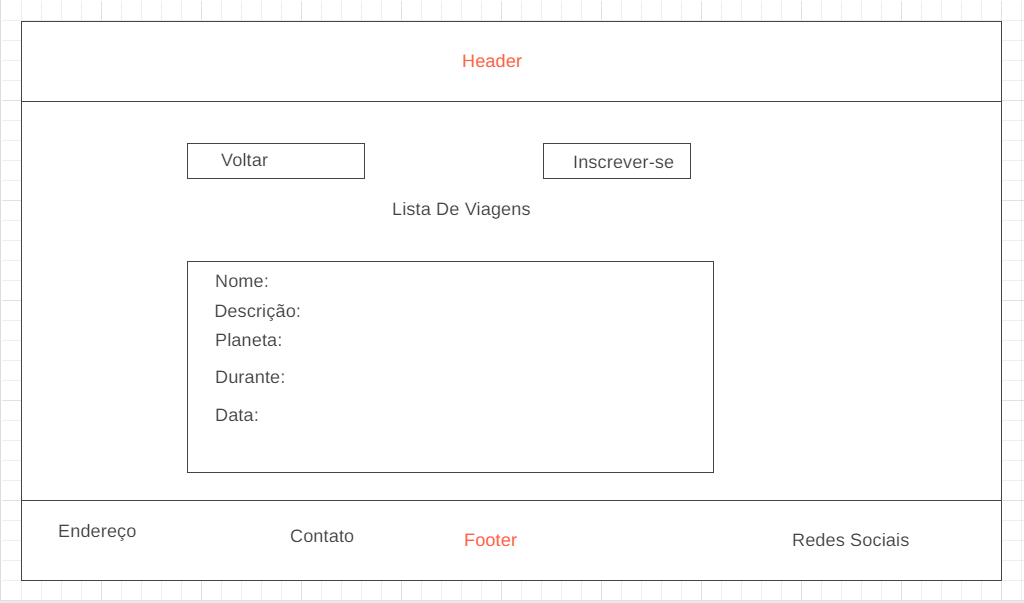 Header
Voltar
Inscrever-se
Lista De Viagens
Nome:
Descrição:
Planeta:
Durante:
Data:
Endereço
Contato
Footer
Redes Sociais